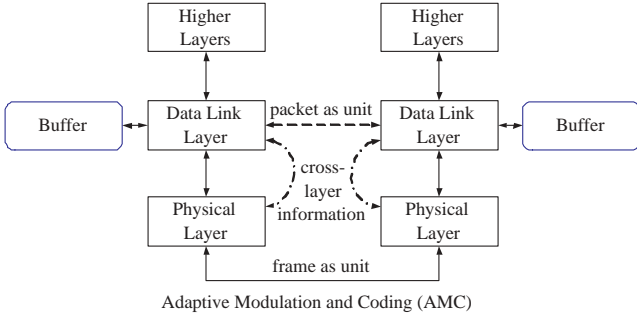 Higher
Layers
Higher
Layers
Buffer
Data Link
Layer
packet as unit
Data Link
Layer
Buffer
cross-
layer
information
Physical
Layer
Physical
Layer
frame as unit
Adaptive Modulation and Coding (AMC)